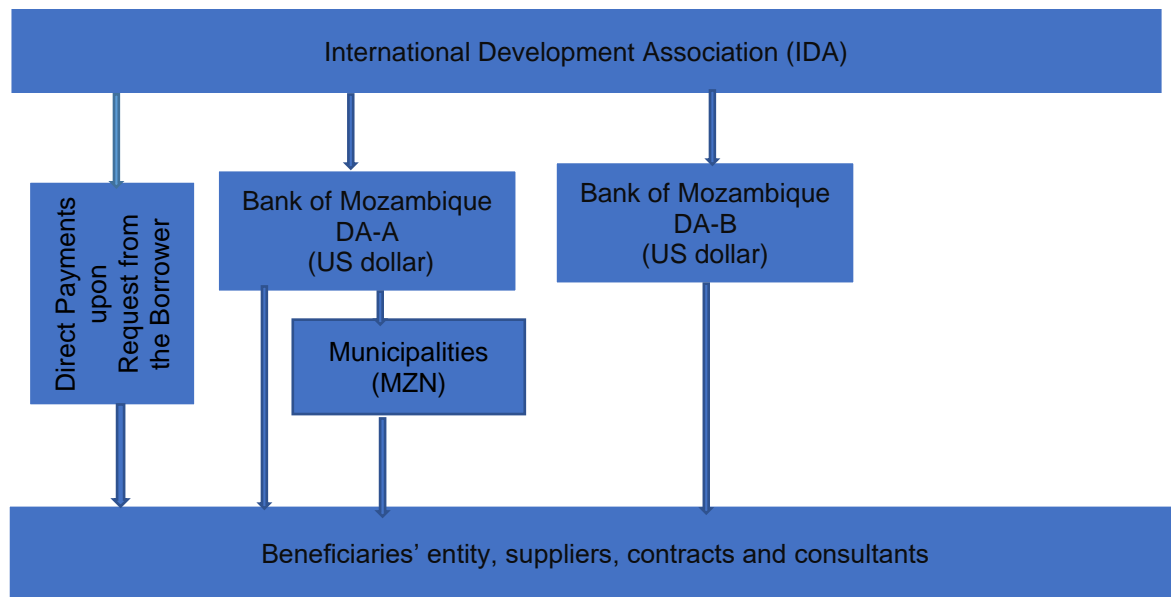 International Development Association (IDA)
Direct Payments
upon
Request from
the Borrower
Bank of Mozambique
DA-A
(US dollar)
Bank of Mozambique
DA-B
(US dollar)
Municipalities
(MZN)
Beneficiaries’ entity, suppliers, contracts and consultants